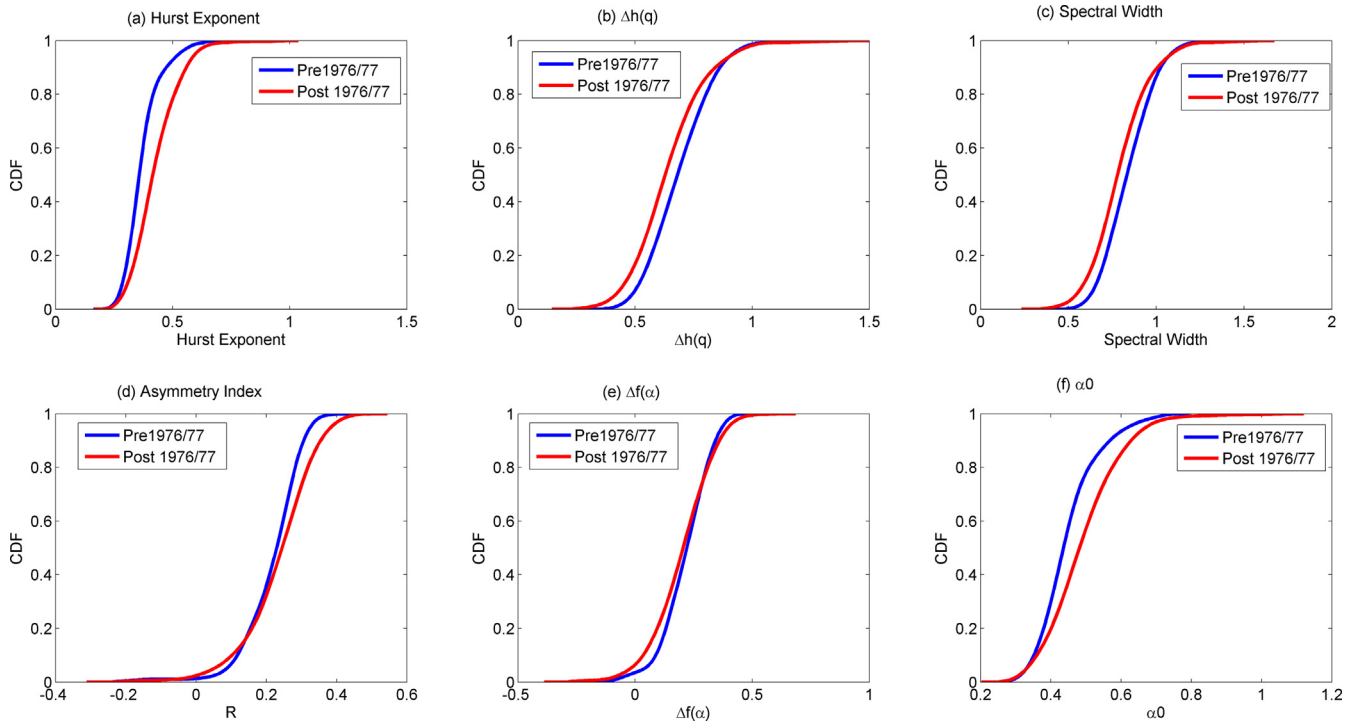 (a) Hurst Exponent
1
0.8
0.6
0.4
0.2
0
CDF
Pre1976/77
Post 1976/77
0 0.5 1 1.5
Hurst Exponent
(b) Δh(q)
1
0.8
0.6
0.4
0.2
0
CDF
Pre1976/77
Post 1976/77
0 0.5 1 1.5
Δh(q)
(c) Spectral Width
1
0.8
0.6
0.4
0.2
0
CDF
Pre1976/77
Post 1976/77
0 0.5 1 1.5 2
Spectral Width
(d) Asymmetry Index
1
0.8
0.6
0.4
0.2
0
CDF
Pre1976/77
Post 1976/77
-0.4 -0.2 0 0.2 0.4 0.6
R
(e) Δf(α)
1
0.8
0.6
0.4
0.2
0
CDF
Pre1976/77
Post 1976/77
-0.5 0 0.5 1
Δf(α)
(f) α0
1
0.8
0.6
0.4
0.2
0
CDF
Pre1976/77
Post 1976/77
0.2 0.4 0.6 0.8 1 1.2
α0